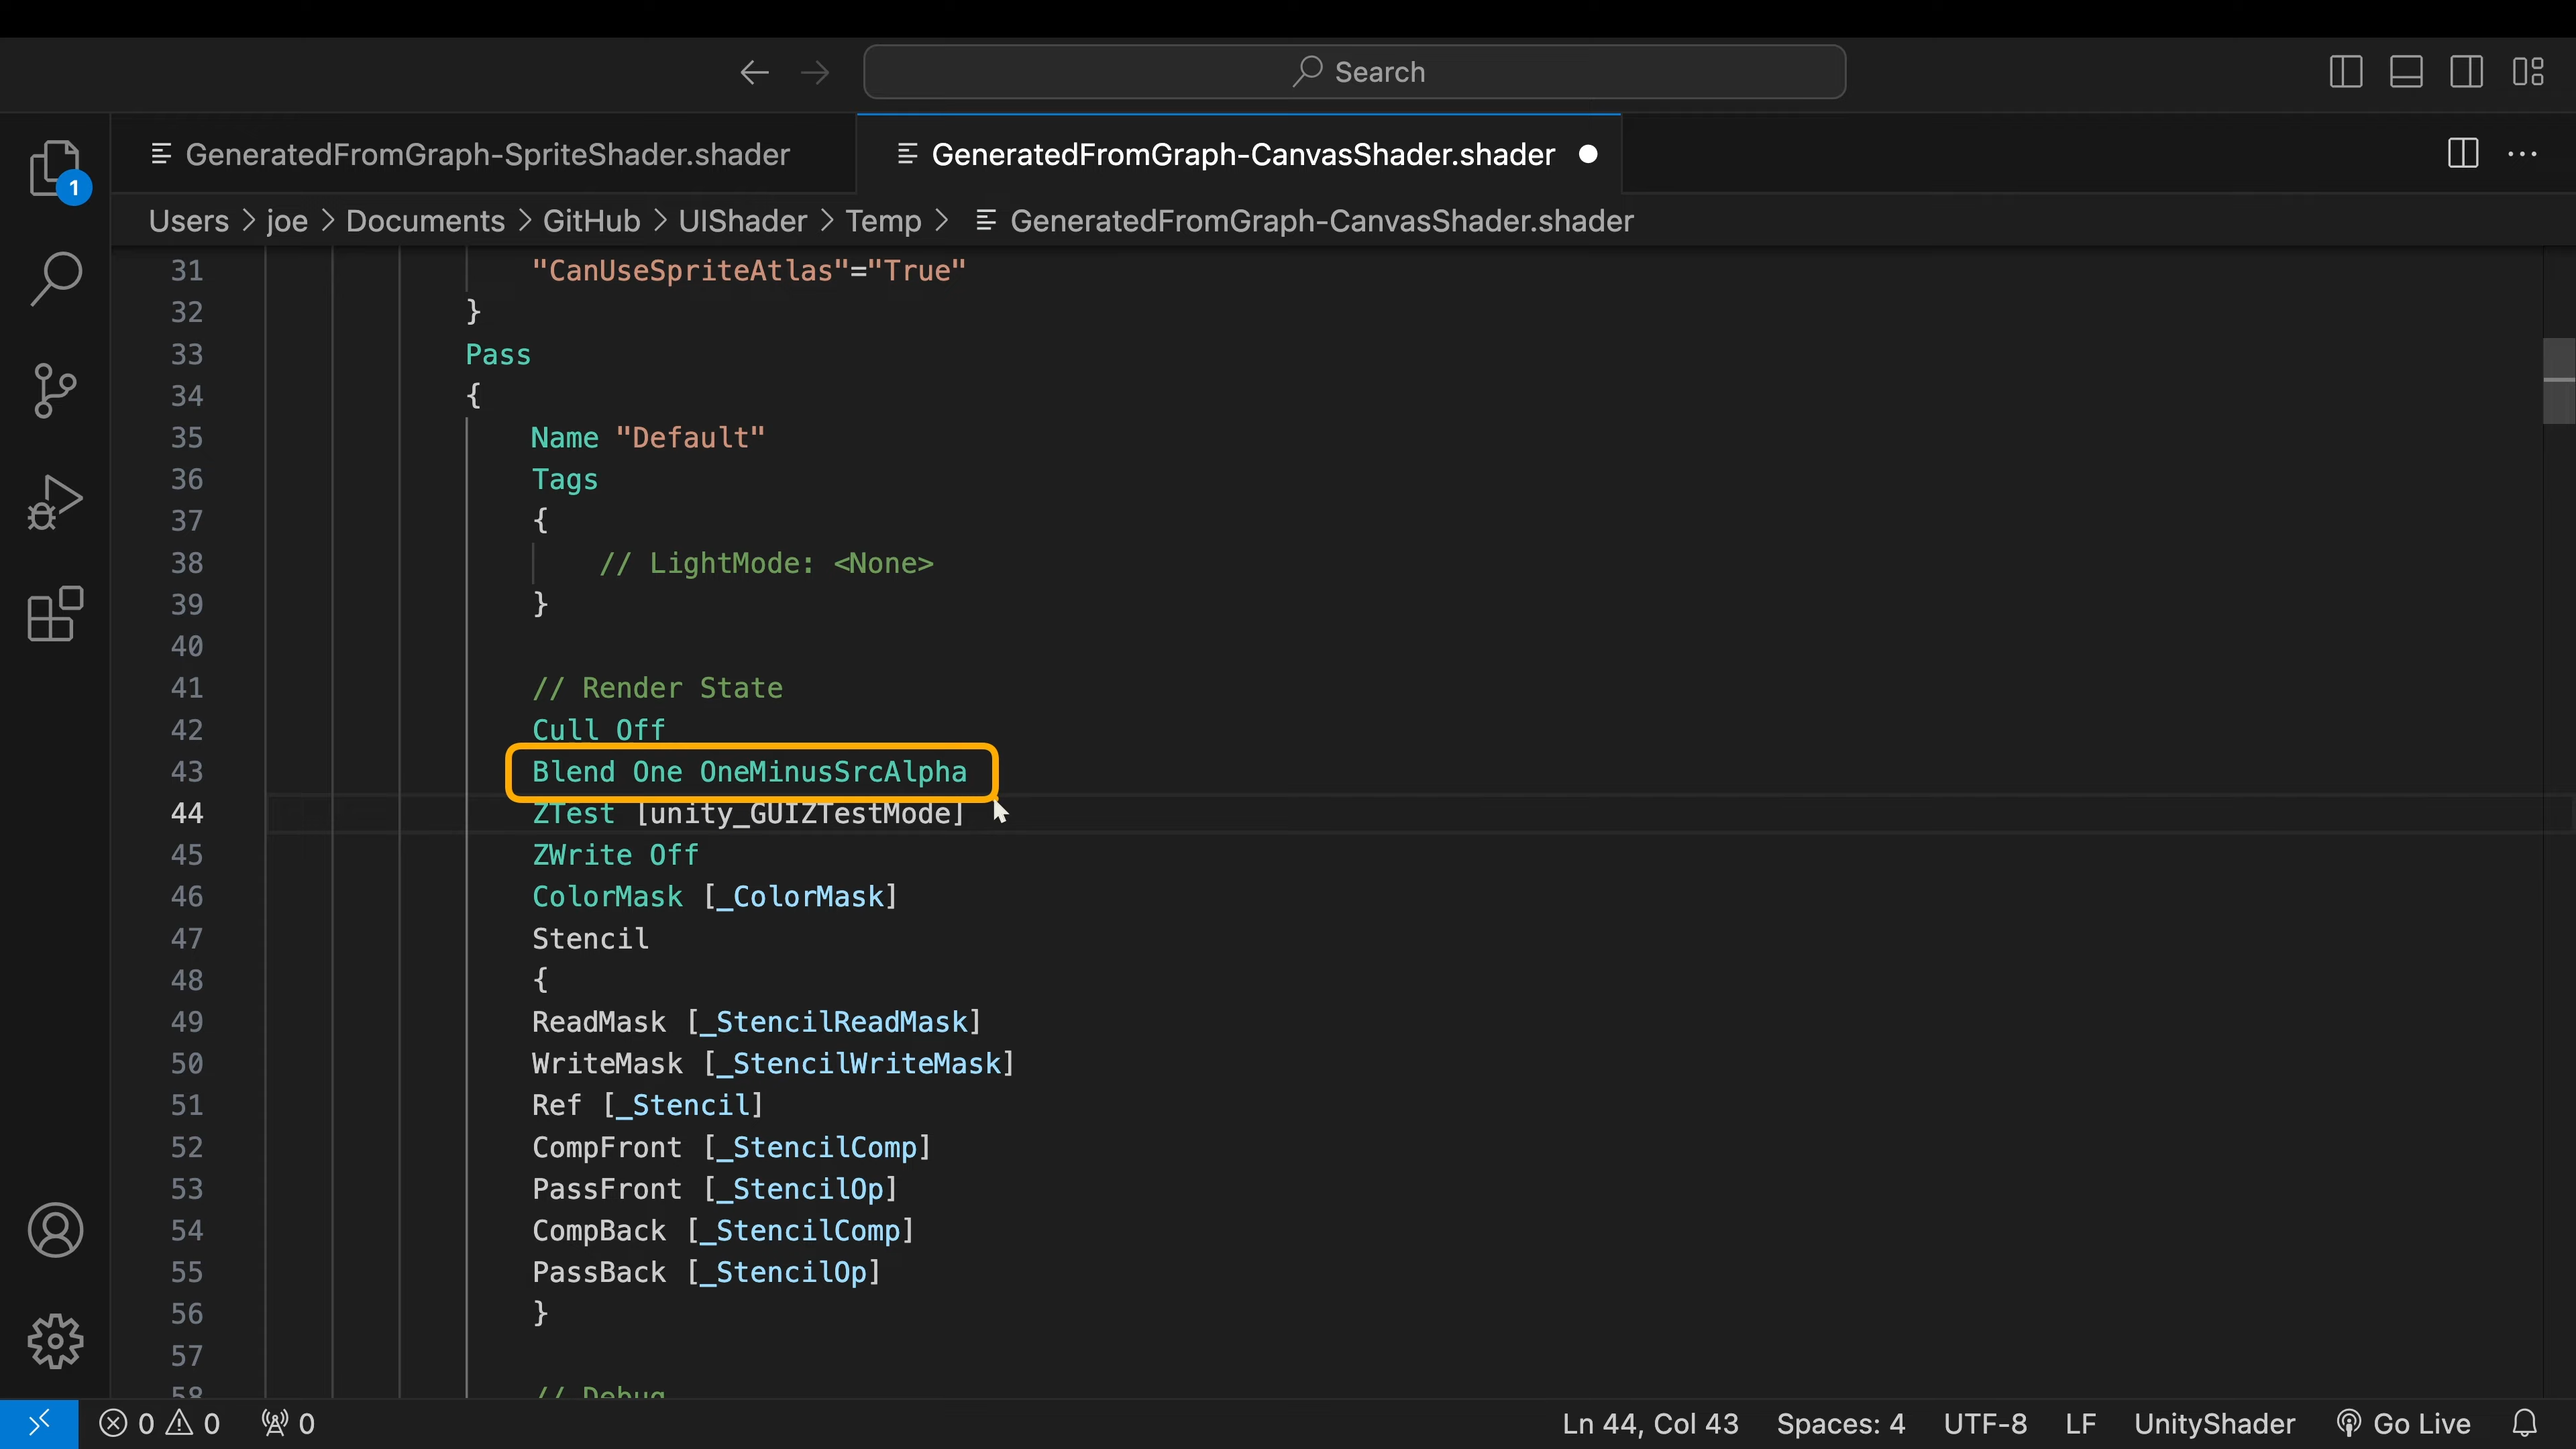 Search
GeneratedFromGraph-SpriteShader.shader
GeneratedFromGraph-CanvasShader.shader
1
Users > joe > Documents > GitHub > UIShader > Temp > GeneratedFromGraph-CanvasShader.shader
31 "CanUseSpriteAtlas"="True"
32 }
33 Pass
34 {
35 Name "Default"
36 Tags
37 {
38 // LightMode: <None>
39 }
40
41 // Render State
42 Cull Off
43 Blend One OneMinusSrcAlpha
44 ZTest [unity_GUIZTestMode]
45 ZWrite Off
46 ColorMask [_ColorMask]
47 Stencil
48 {
49 ReadMask [_StencilReadMask]
50 WriteMask [_StencilWriteMask]
51 Ref [_Stencil]
52 CompFront [_StencilComp]
53 PassFront [_StencilOp]
54 CompBack [_StencilComp]
55 PassBack [_StencilOp]
56 }
57
58 // Debug
0 0 0 Ln 44, Col 43 Spaces: 4 UTF-8 LF UnityShader Go Live